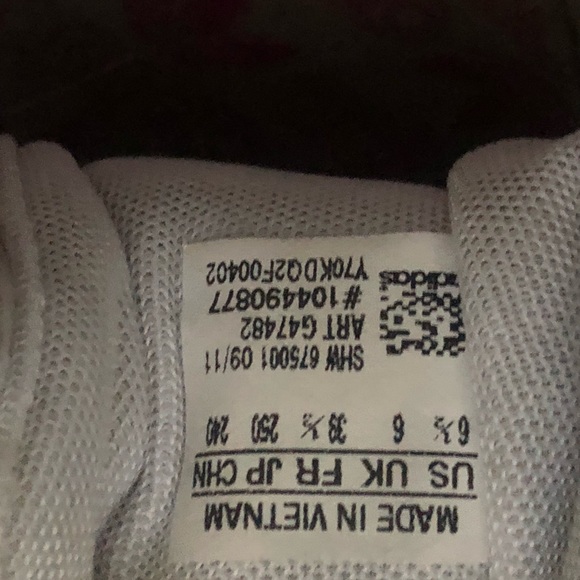 MADE IN VIETNAM
US UK FR JP CHN
6½ 6 39⅓ 250 240
SHW 675001 09/11
ART G47482
#104490877
Y70KDQ2F00402
adidas